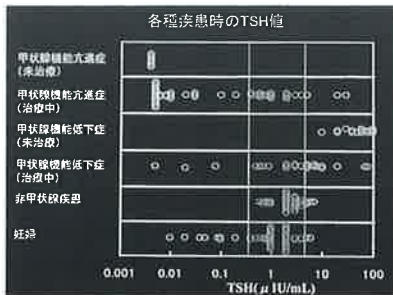 各種疾患時のTSH値
甲状腺機能亢進症
(未治療)
甲状腺機能亢進症
(治療中)
甲状腺機能低下症
(未治療)
甲状腺機能低下症
(治療中)
非甲状腺疾患
妊婦
0.001 0.01 0.1 0 10 100
TSH(μIU/mL)